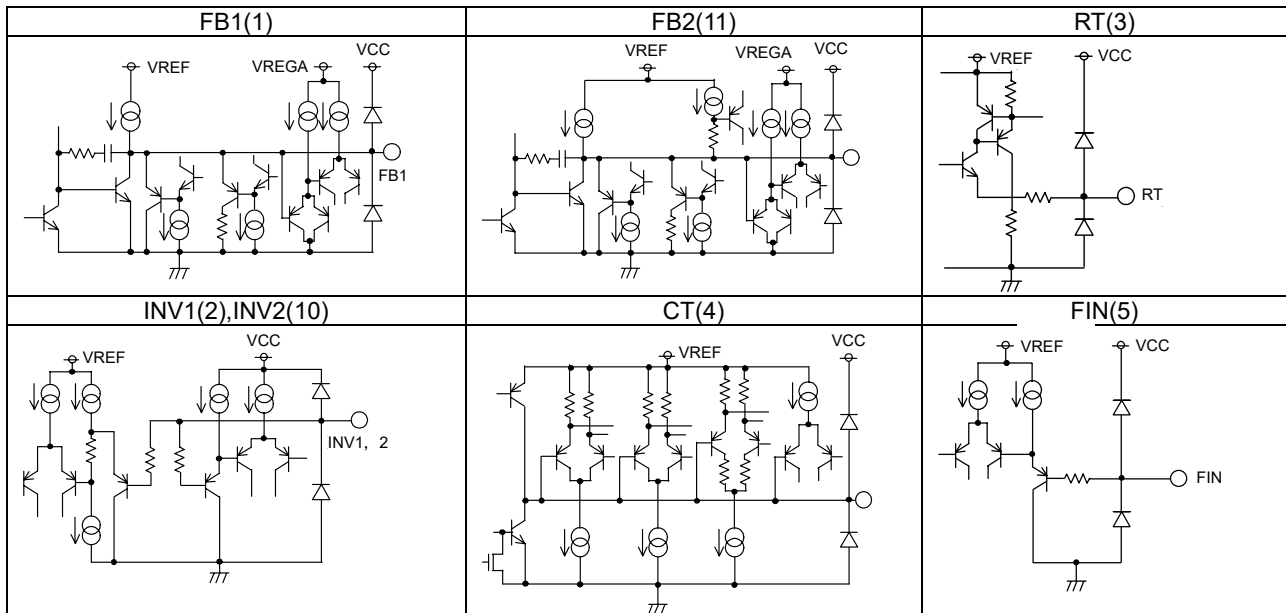 FB1(1)
FB2(11)
RT(3)
VREF
VREGA
VCC
FB1
VREF
VREGA
VCC
VREF
VCC
RT
INV1(2),INV2(10)
CT(4)
FIN(5)
VREF
VCC
INV1, 2
VREF
VCC
VREF
VCC
FIN